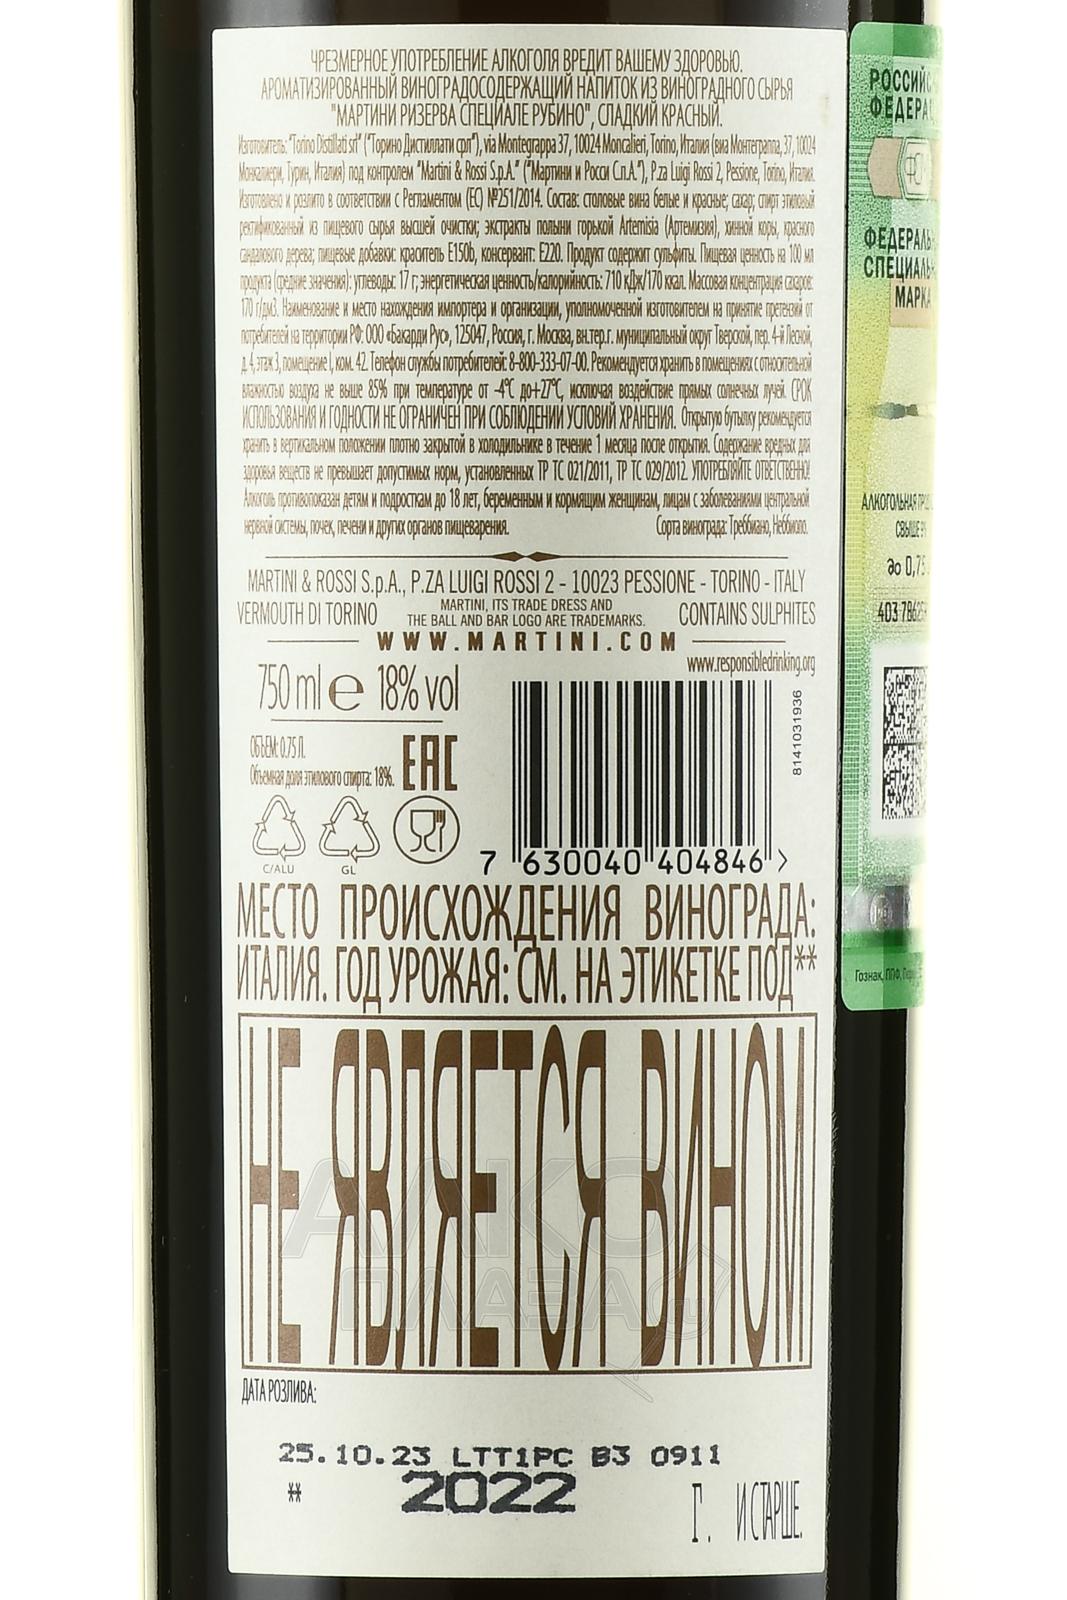 ЧРЕЗМЕРНОЕ УПОТРЕБЛЕНИЕ АЛКОГОЛЯ ВРЕДИТ ВАШЕМУ ЗДОРОВЬЮ.
АРОМАТИЗИРОВАННЫЙ ВИНОГРАДОСОДЕРЖАЩИЙ НАПИТОК ИЗ ВИНОГРАДНОГО СЫРЬЯ
"МАРТИНИ РИЗЕРВА СПЕЦИАЛЕ РУБИНО", СЛАДКИЙ КРАСНЫЙ.
Изготовитель: "Torino Distillati srl" ("Торино Дистиллати срл"), via Montegrappa 37, 10024 Moncalieri, Torino, Италия (виа Монтеграппа, 37, 10024
Монкалиери, Турин, Италия) под контролем "Martini & Rossi S.p.A." ("Мартини и Росси С.п.А."), P.za Luigi Rossi 2, Pessione, Torino, Италия.
Изготовлено и розлито в соответствии с Регламентом (ЕС) №251/2014. Состав: столовые вина белые и красные; сахар; спирт этиловый
ректификованный из пищевого сырья высшей очистки; экстракты полыни горькой Artemisia (Артемизия), хинной коры, красного
сандалового дерева; пищевые добавки: краситель E150b, консервант: E220. Продукт содержит сульфиты. Пищевая ценность на 100 мл
продукта (средние значения): углеводы: 17 г; энергетическая ценность/калорийность: 710 кДж/170 ккал. Массовая концентрация сахаров:
170 г/дм3. Наименование и место нахождения импортера и организации, уполномоченной изготовителем на принятие претензий от
потребителей на территории РФ: ООО «Бакарди Рус», 125047, Россия, г. Москва, вн.тер.г. муниципальный округ Тверской, пер. 4-й Лесной,
д. 4, этаж 3, помещение I, ком. 42. Телефон службы потребителей: 8-800-333-07-00. Рекомендуется хранить в помещениях с относительной
влажностью воздуха не выше 85% при температуре от -4°C до+27°C, исключая воздействие прямых солнечных лучей. СРОК
ИСПОЛЬЗОВАНИЯ И ГОДНОСТИ НЕ ОГРАНИЧЕН ПРИ СОБЛЮДЕНИИ УСЛОВИЙ ХРАНЕНИЯ. Открытую бутылку рекомендуется
хранить в вертикальном положении плотно закрытой в холодильнике в течение 1 месяца после открытия. Содержание вредных для
здоровья веществ не превышает допустимых норм, установленных ТР ТС 021/2011, ТР ТС 029/2012. УПОТРЕБЛЯЙТЕ ОТВЕТСТВЕННО!
Алкоголь противопоказан детям и подросткам до 18 лет, беременным и кормящим женщинам, лицам с заболеваниями центральной
нервной системы, почек, печени и других органов пищеварения. Сорта винограда: Треббиано, Неббиоло.
MARTINI & ROSSI S.p.A., P.ZA LUIGI ROSSI 2 - 10023 PESSIONE - TORINO - ITALY
VERMOUTH DI TORINO MARTINI, ITS TRADE DRESS AND CONTAINS SULPHITES
THE BALL AND BAR LOGO ARE TRADEMARKS.
WWW.MARTINI.COM
www.responsibledrinking.org
750 ml e 18% vol
ОБЪЕМ: 0.75 Л.
Объемная доля этилового спирта: 18%.
EAC
C/ALU
GL
8141031936
7 630040 404846 >
МЕСТО ПРОИСХОЖДЕНИЯ ВИНОГРАДА:
ИТАЛИЯ. ГОД УРОЖАЯ: СМ. НА ЭТИКЕТКЕ ПОД**
НЕ ЯВЛЯЕТСЯ ВИНОМ
АЛКО
ПЛАЗА
ДАТА РОЗЛИВА:
25.10.23 LTT1PC B3 0911
** 2022 Г. И СТАРШЕ.
РОССИЙС
ФЕДЕРА
ФЕДЕРАЛЬ
СПЕЦИАЛЬ
МАРКА
АЛКОГОЛЬНАЯ
СВЫШЕ 9
до 0,75
Гознак, ППФ,